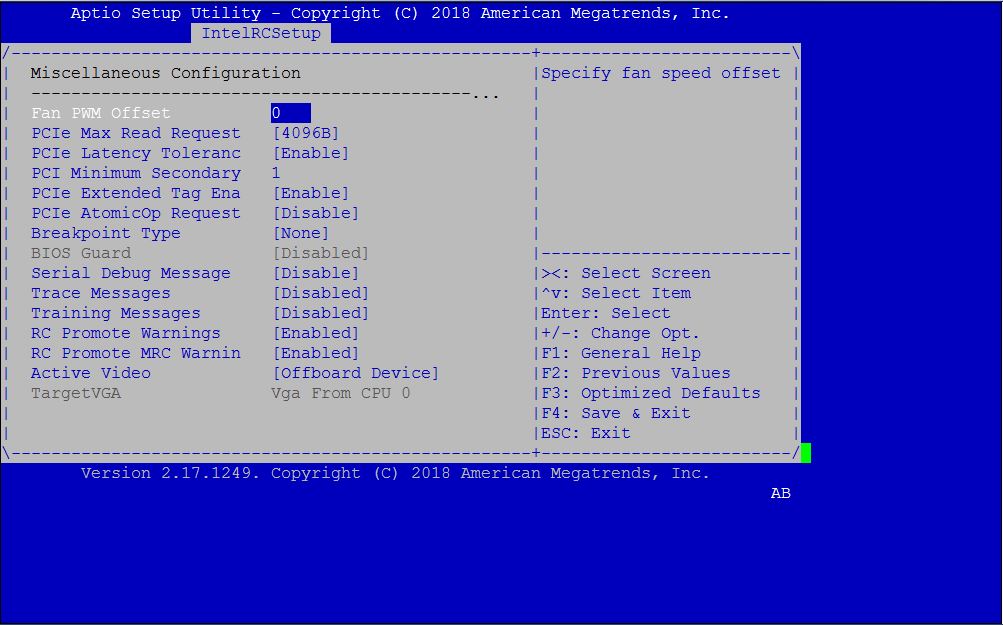 Aptio Setup Utility - Copyright (C) 2018 American Megatrends, Inc.
IntelRCSetup
/----------------------------------------------------+-------------------------\
| Miscellaneous Configuration |Specify fan speed offset |
| --------------------------------------------... | |
| Fan PWM Offset 0 | |
| PCIe Max Read Request [4096B] | |
| PCIe Latency Toleranc [Enable] | |
| PCI Minimum Secondary 1 | |
| PCIe Extended Tag Ena [Enable] | |
| PCIe AtomicOp Request [Disable] | |
| Breakpoint Type [None] | |
| BIOS Guard [Disabled] |-------------------------|
| Serial Debug Message [Disable] |><: Select Screen |
| Trace Messages [Disabled] |^v: Select Item |
| Training Messages [Disabled] |Enter: Select |
| RC Promote Warnings [Enabled] |+/-: Change Opt. |
| RC Promote MRC Warnin [Enabled] |F1: General Help |
| Active Video [Offboard Device] |F2: Previous Values |
| TargetVGA Vga From CPU 0 |F3: Optimized Defaults |
| |F4: Save & Exit |
| |ESC: Exit |
\----------------------------------------------------+-------------------------/
Version 2.17.1249. Copyright (C) 2018 American Megatrends, Inc.
AB